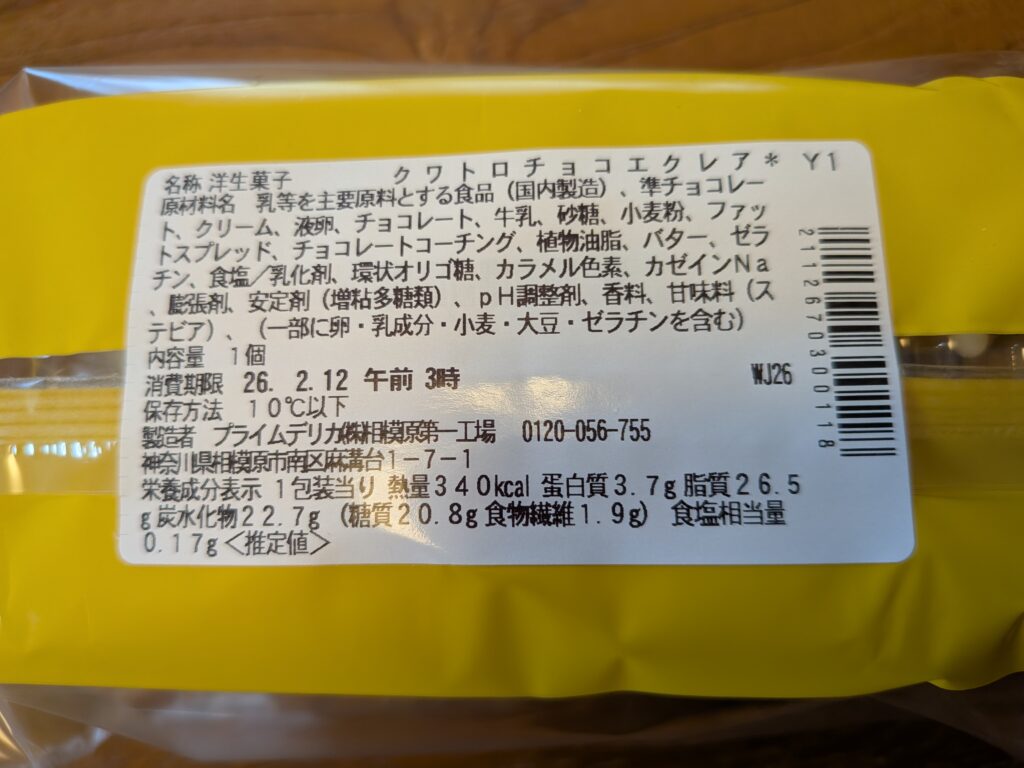 名称 洋生菓子 クワトロチョコエクレア* Y1
原材料名 乳等を主要原料とする食品（国内製造）、準チョコレー
ト、クリーム、液卵、チョコレート、牛乳、砂糖、小麦粉、ファッ
トスプレッド、チョコレートコーチング、植物油脂、バター、ゼラ
チン、食塩／乳化剤、環状オリゴ糖、カラメル色素、カゼインNa
、膨張剤、安定剤（増粘多糖類）、pH調整剤、香料、甘味料（ス
テビア）、（一部に卵・乳成分・小麦・大豆・ゼラチンを含む）
内容量 1個
消費期限 26. 2.12 午前 3時 WJ26
保存方法 10℃以下
製造者 プライムデリカ㈱相模原第一工場 0120-056-755
神奈川県相模原市南区麻溝台1-7-1
栄養成分表示 1包装当り 熱量340kcal 蛋白質3.7g 脂質26.5
g 炭水化物22.7g （糖質20.8g 食物繊維1.9g） 食塩相当量
0.17g＜推定値＞
2112670300118